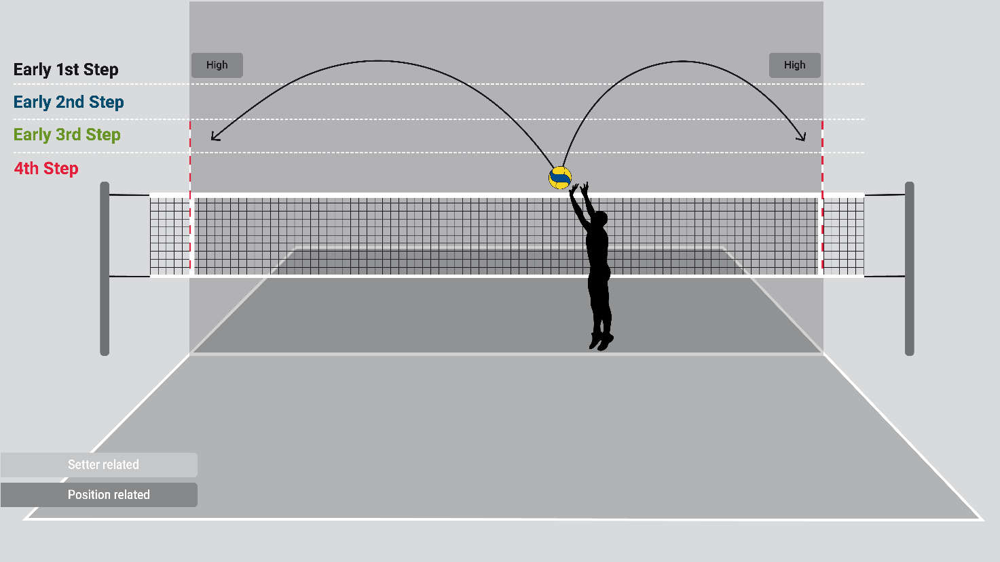 High
High
Early 1st Step
Early 2nd Step
Early 3rd Step
4th Step
Setter related
Position related